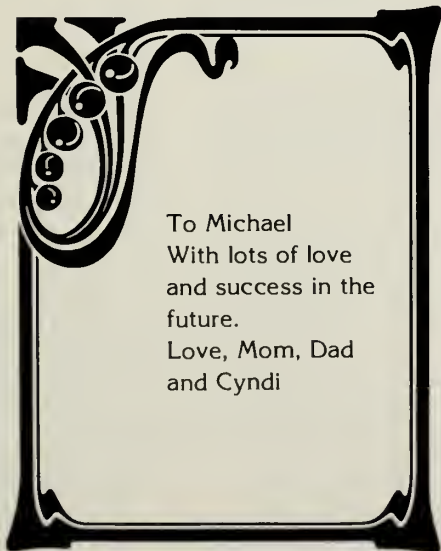 To Michael
With lots of love
and success in the
future.
Love, Mom, Dad
and Cyndi